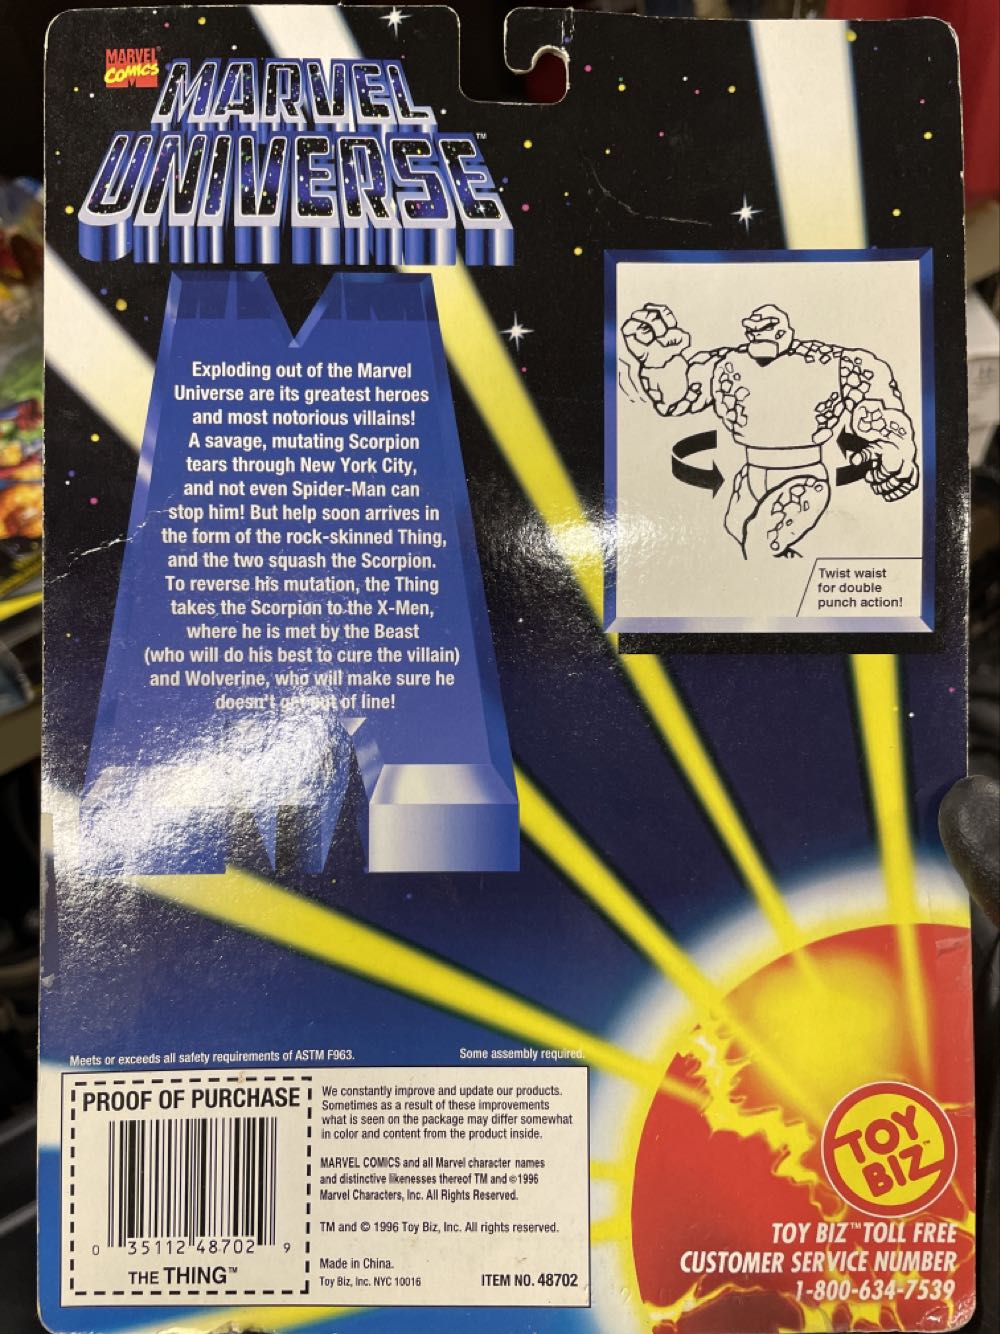 MARVEL
COMICS
MARVEL
UNIVERSE™
Exploding out of the Marvel
Universe are its greatest heroes
and most notorious villains!
A savage, mutating Scorpion
tears through New York City,
and not even Spider-Man can
stop him! But help soon arrives in
the form of the rock-skinned Thing,
and the two squash the Scorpion.
To reverse his mutation, the Thing
takes the Scorpion to the X-Men,
where he is met by the Beast
(who will do his best to cure the villain)
and Wolverine, who will make sure he
doesn't get out of line!
Twist waist
for double
punch action!
Meets or exceeds all safety requirements of ASTM F963.
Some assembly required.
PROOF OF PURCHASE
0 35112 48702 9
THE THING™
We constantly improve and update our products.
Sometimes as a result of these improvements
what is seen on the package may differ somewhat
in color and content from the product inside.
MARVEL COMICS and all Marvel character names
and distinctive likenesses thereof TM and ©1996
Marvel Characters, Inc. All Rights Reserved.
TM and © 1996 Toy Biz, Inc. All rights reserved.
Made in China.
Toy Biz, Inc. NYC 10016
ITEM NO. 48702
TOY
BIZ™
TOY BIZ™ TOLL FREE
CUSTOMER SERVICE NUMBER
1-800-634-7539